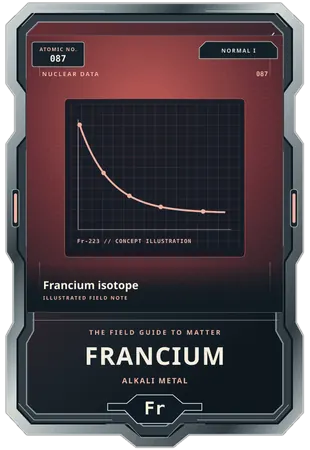 ATOMIC NO.
087
NORMAL I
NUCLEAR DATA
087
Fr-223 // CONCEPT ILLUSTRATION
Francium isotope
ILLUSTRATED FIELD NOTE
THE FIELD GUIDE TO MATTER
FRANCIUM
ALKALI METAL
Fr